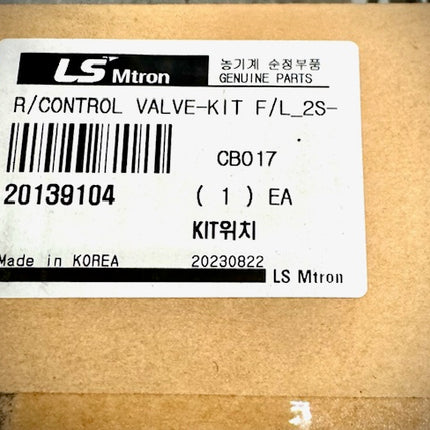 LS Mtron
농기계 순정부품
GENUINE PARTS
R/CONTROL VALVE-KIT F/L_2S-
CB017
20139104
( 1 ) EA
KIT위치
Made in KOREA
20230822
LS Mtron